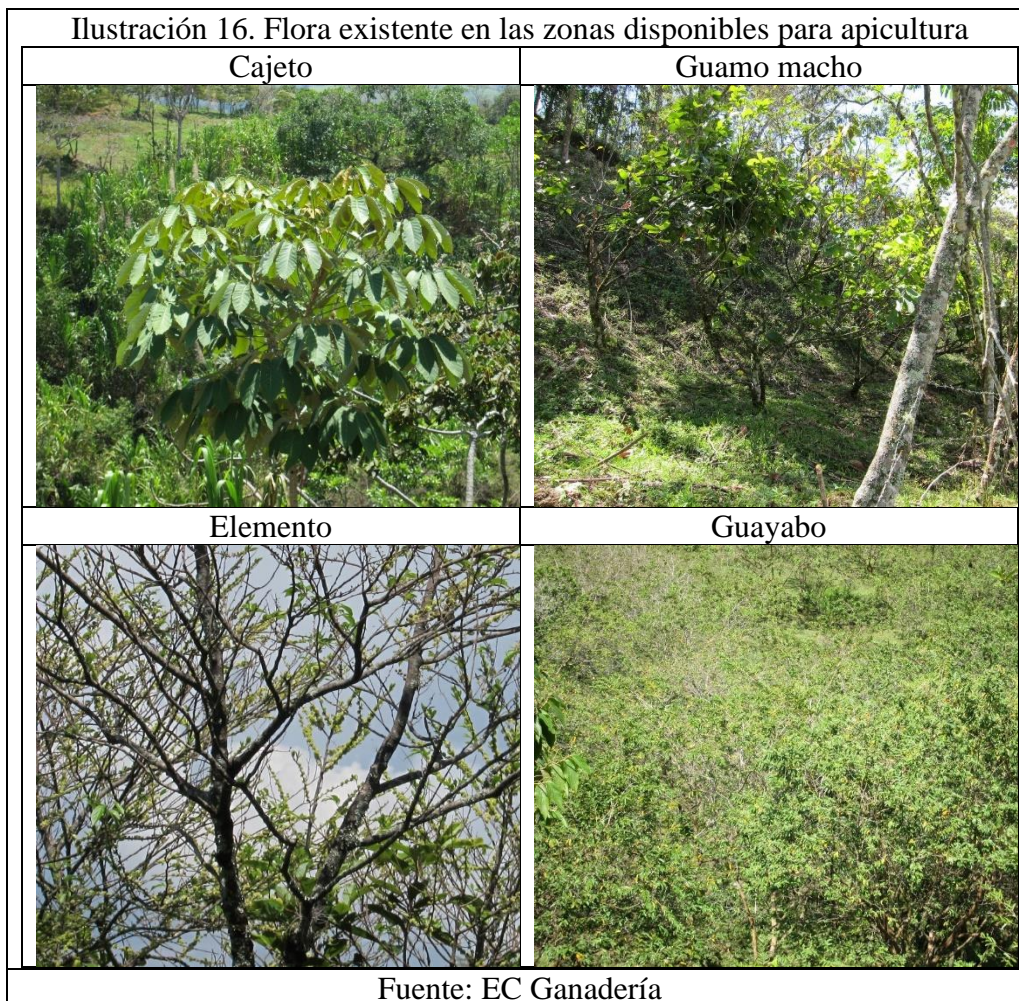 Ilustración 16. Flora existente en las zonas disponibles para apicultura
Cajeto
Guamo macho
Elemento
Guayabo
Fuente: EC Ganadería